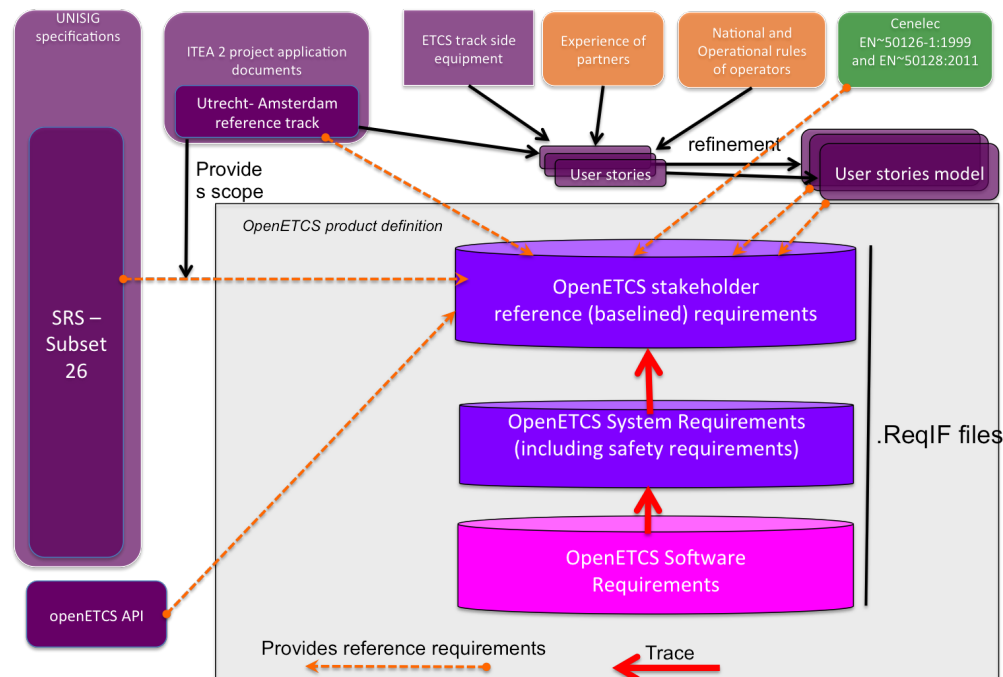 UNISIG
specifications
SRS –
Subset
26
openETCS API
ITEA 2 project application
documents
Utrecht- Amsterdam
reference track
Provide
s scope
ETCS track side
equipment
Experience of
partners
National and
Operational rules
of operators
Cenelec
EN~50126-1:1999
and EN~50128:2011
User stories
refinement
User stories model
OpenETCS product definition
OpenETCS stakeholder
reference (baselined) requirements
OpenETCS System Requirements
(including safety requirements)
OpenETCS Software
Requirements
.ReqIF files
Provides reference requirements
Trace